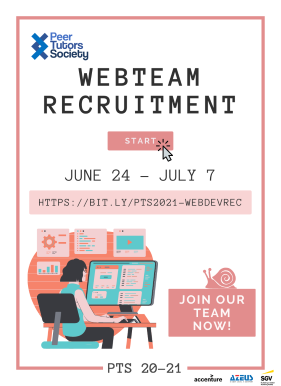 Peer
Tutors
Society
WEBTEAM
RECRUITMENT
START
JUNE 24 - JULY 7
HTTPS://BIT.LY/PTS2021-WEBDEVREC
JOIN OUR
TEAM
NOW!
PTS 20-21
accenture
AZEUS
SGV